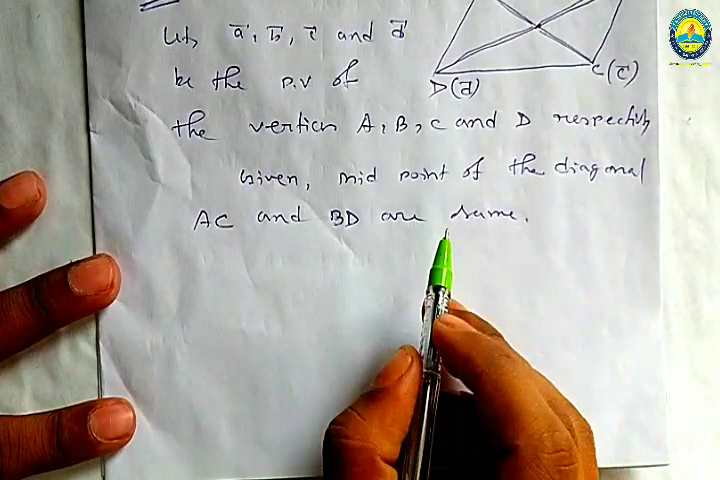 Let, a⃗, b⃗, c⃗ and d⃗
be the P.V of
D(d⃗)
C(c⃗)
the vertices A, B, C and D respectively
Given, mid point of the diagonal
AC and BD are same.